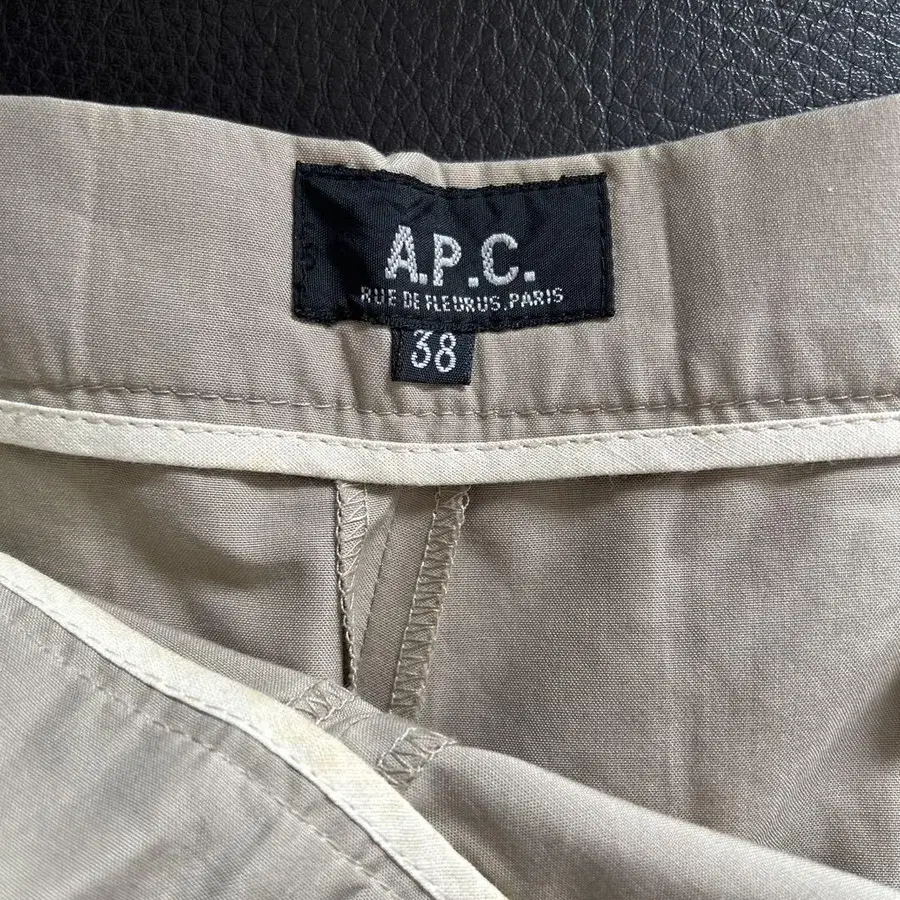 A.P.C.
RUE DE FLEURUS. PARIS
38